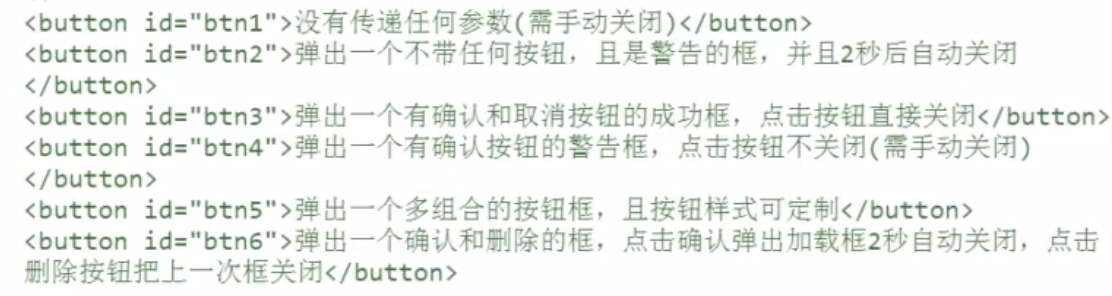 <button id="btn1">没有传递任何参数(需手动关闭)</button>
<button id="btn2">弹出一个不带任何按钮，且是警告的框，并且2秒后自动关闭
</button>
<button id="btn3">弹出一个有确认和取消按钮的成功框，点击按钮直接关闭</button>
<button id="btn4">弹出一个有确认按钮的警告框，点击按钮不关闭(需手动关闭)
</button>
<button id="btn5">弹出一个多组合的按钮框，且按钮样式可定制</button>
<button id="btn6">弹出一个确认和删除的框，点击确认弹出加载框2秒自动关闭，点击
删除按钮把上一次框关闭</button>